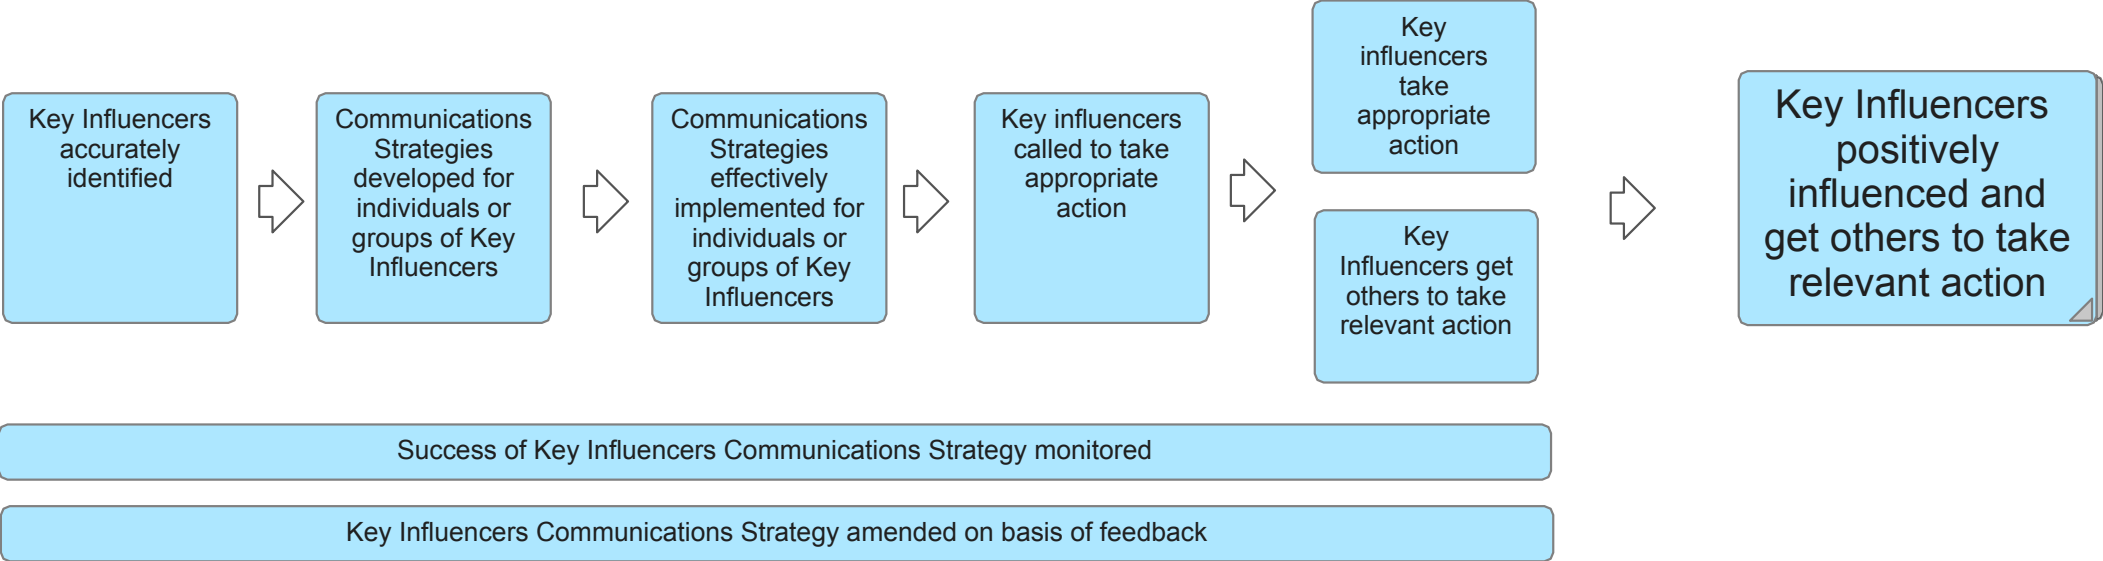 Key Influencers
accurately
identified
Communications
Strategies
developed for
individuals or
groups of Key
Influencers
Communications
Strategies
effectively
implemented for
individuals or
groups of Key
Influencers
Key influencers
called to take
appropriate
action
Key
influencers
take
appropriate
action
Key
Influencers get
others to take
relevant action
Key Influencers
positively
influenced and
get others to take
relevant action
Success of Key Influencers Communications Strategy monitored
Key Influencers Communications Strategy amended on basis of feedback